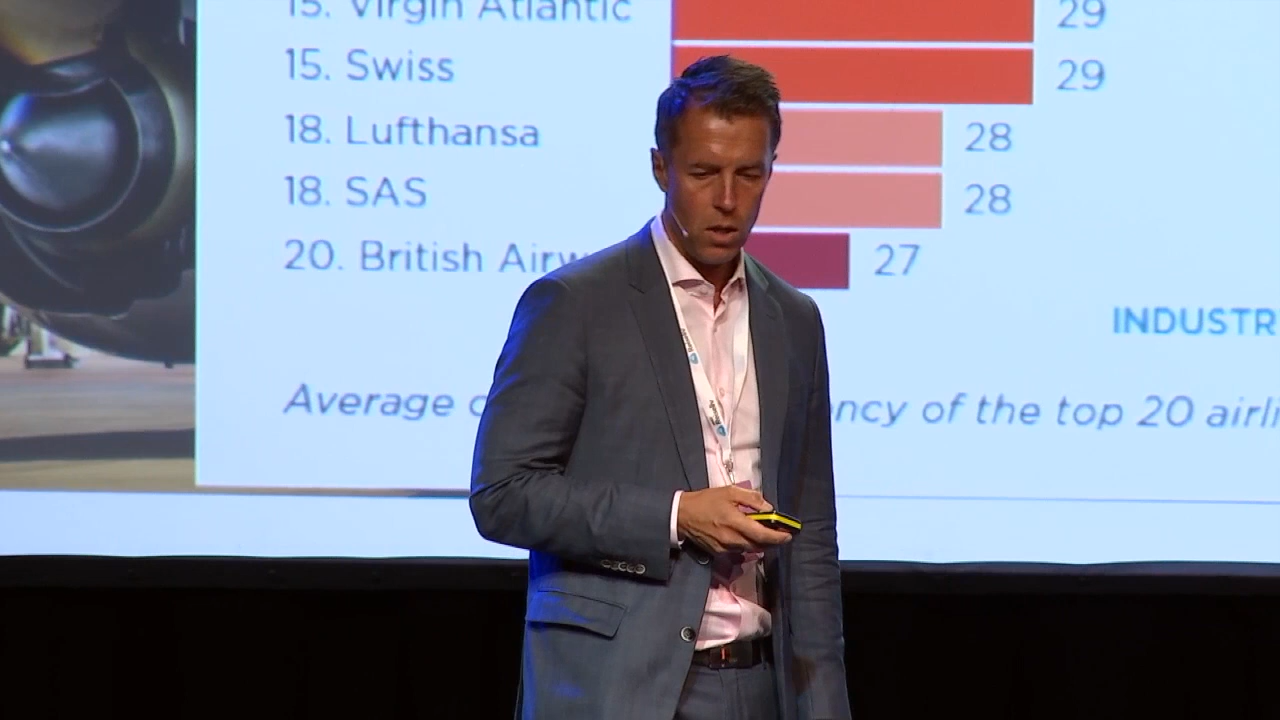 15. Virgin Atlantic 29
15. Swiss 29
18. Lufthansa 28
18. SAS 28
20. British Airw 27
INDUSTR
Average of the top 20 airli